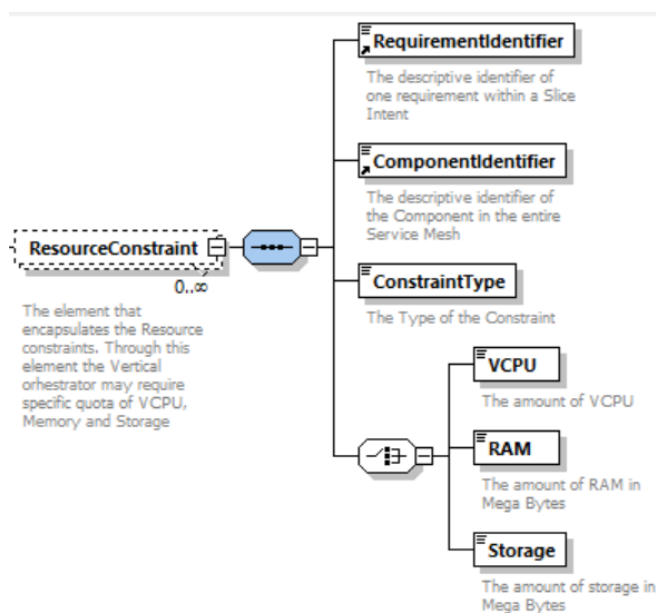 RequirementIdentifier
The descriptive identifier of
one requirement within a Slice
Intent
ComponentIdentifier
The descriptive identifier of
the Component in the entire
Service Mesh
ResourceConstraint
0..∞
The element that
encapsulates the Resource
constraints. Through this
element the Vertical
orhestrator may require
specific quota of VCPU,
Memory and Storage
ConstraintType
The Type of the Constraint
VCPU
The amount of VCPU
RAM
The amount of RAM in
Mega Bytes
Storage
The amount of storage in
Mega Bytes